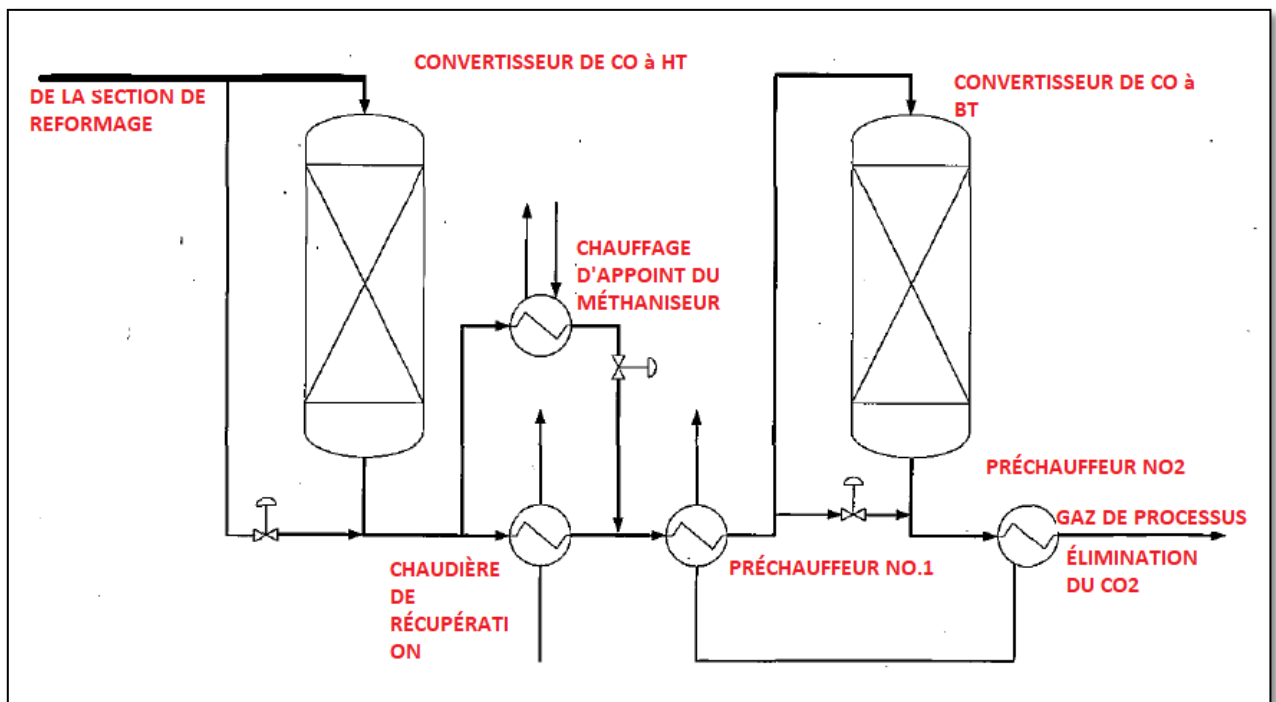 CONVERTISSEUR DE CO à HT
DE LA SECTION DE
REFORMAGE
CONVERTISSEUR DE CO à
BT
CHAUFFAGE
D'APPOINT DU
MÉTHANISEUR
PRÉCHAUFFEUR NO2
GAZ DE PROCESSUS
ÉLIMINATION
DU CO2
PRÉCHAUFFEUR NO.1
CHAUDIÈRE
DE
RÉCUPÉRATI
ON